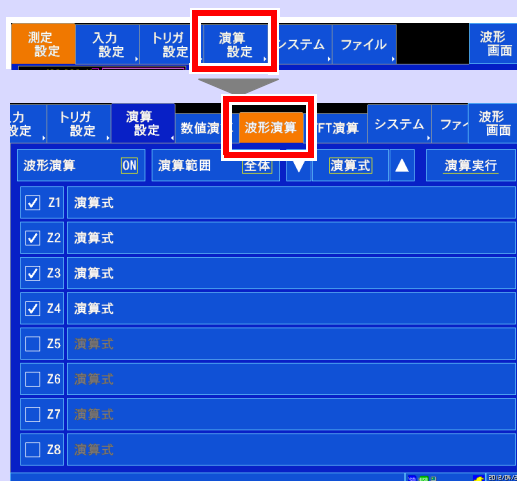 測定設定 入力設定 トリガ設定 演算設定 システム ファイル 波形画面
力設定 トリガ設定 演算設定 数値演 波形演算 FT演算 システム ファイ 波形画面
波形演算 ON 演算範囲 全体 ▼ 演算式 ▲ 演算実行
Z1 演算式
Z2 演算式
Z3 演算式
Z4 演算式
Z5 演算式
Z6 演算式
Z7 演算式
Z8 演算式